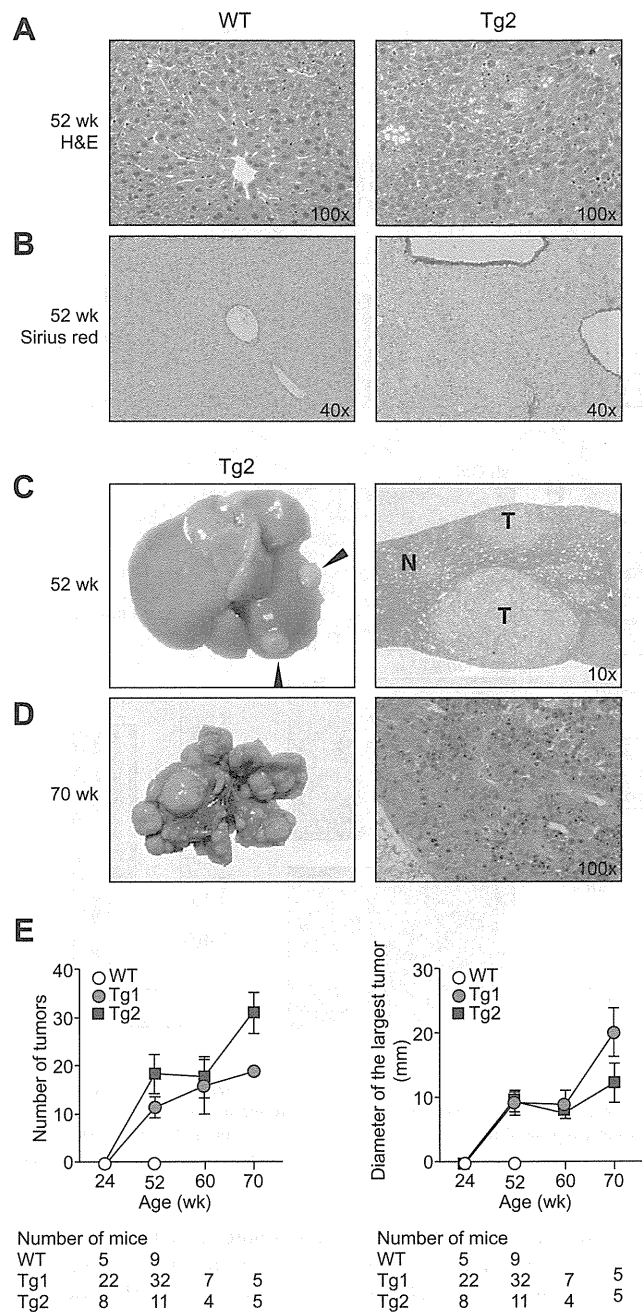 WT Tg2
A
52 wk
H&E
100x 100x
B
52 wk
Sirius red
40x 40x
Tg2
C
52 wk
T
N
T
10x
D
70 wk
100x
E
Number of tumors
40
30
20
10
0
WT
Tg1
Tg2
24 52 60 70
Age (wk)
Diameter of the largest tumor
(mm)
30
20
10
0
WT
Tg1
Tg2
24 52 60 70
Age (wk)
Number of mice
WT 5 9
Tg1 22 32 7 5
Tg2 8 11 4 5
Number of mice
WT 5 9
Tg1 22 32 7 5
Tg2 8 11 4 5